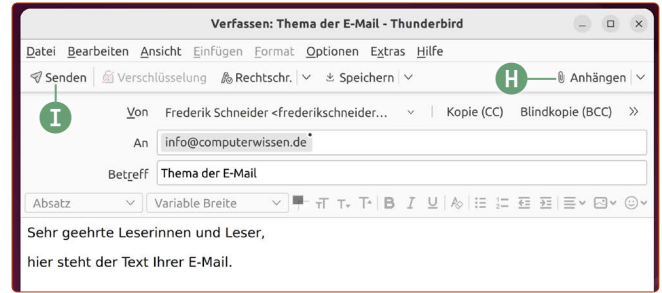 Verfassen: Thema der E-Mail - Thunderbird
Datei Bearbeiten Ansicht Einfügen Format Optionen Extras Hilfe
Senden Verschlüsselung Rechtschr. Speichern H Anhängen
I
Von Frederik Schneider <frederikschneider... Kopie (CC) Blindkopie (BCC) »
An info@computerwissen.de
Betreff Thema der E-Mail
Absatz Variable Breite B I U
Sehr geehrte Leserinnen und Leser,
hier steht der Text Ihrer E-Mail.